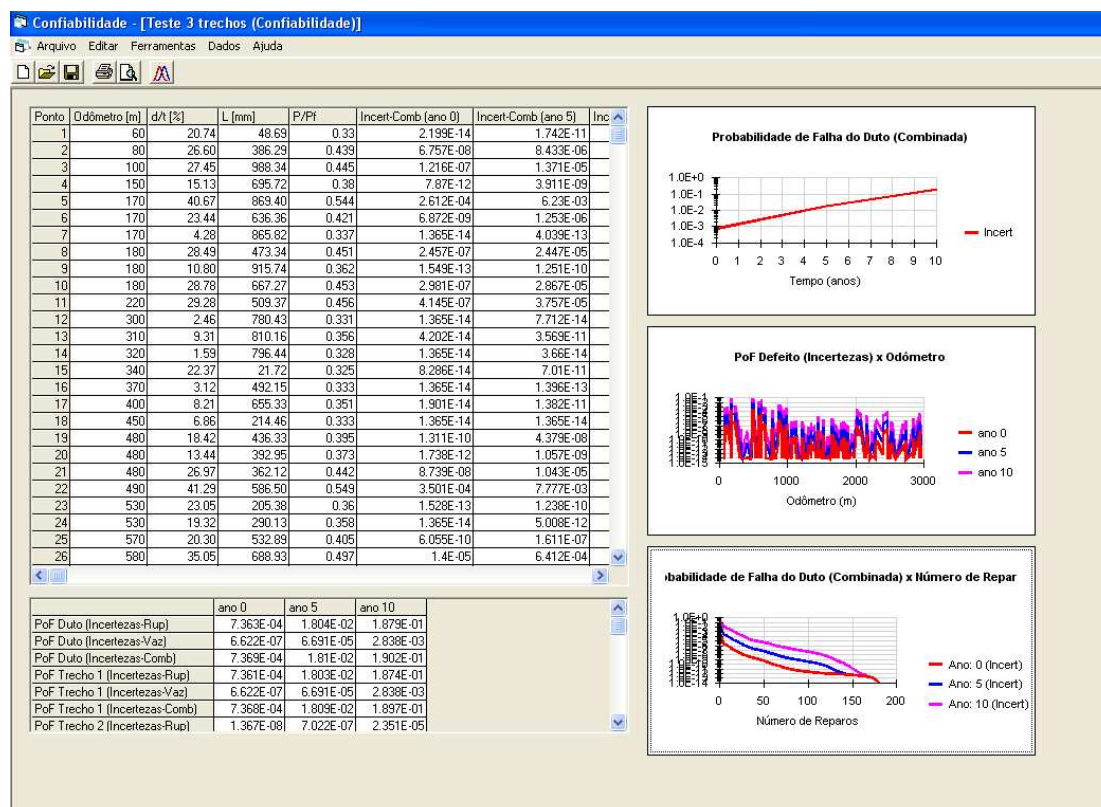 Confiabilidade - [Teste 3 trechos (Confiabilidade)]
Arquivo Editar Ferramentas Dados Ajuda
Ponto Odômetro [m] d/t [%] L [mm] P/Pf Incert-Comb (ano 0) Incert-Comb (ano 5) Inc
1 60 20.74 48.69 0.33 2.199E-14 1.742E-11
2 80 26.60 386.29 0.439 6.757E-08 8.433E-06
3 100 27.45 988.34 0.445 1.216E-07 1.371E-05
4 150 15.13 695.72 0.38 7.87E-12 3.911E-09
5 170 40.67 869.40 0.544 2.612E-04 6.23E-03
6 170 23.44 636.36 0.421 6.872E-09 1.253E-06
7 170 4.28 865.82 0.337 1.365E-14 4.039E-13
8 180 28.49 473.34 0.451 2.457E-07 2.447E-05
9 180 10.80 915.74 0.362 1.549E-13 1.251E-10
10 180 28.78 667.27 0.453 2.981E-07 2.867E-05
11 220 29.28 509.37 0.456 4.145E-07 3.757E-05
12 300 2.46 780.43 0.331 1.365E-14 7.712E-14
13 310 9.31 810.16 0.356 4.202E-14 3.569E-11
14 320 1.59 796.44 0.328 1.365E-14 3.66E-14
15 340 22.37 21.72 0.325 8.286E-14 7.01E-11
16 370 3.12 492.15 0.333 1.365E-14 1.396E-13
17 400 8.21 655.33 0.351 1.901E-14 1.382E-11
18 450 6.86 214.46 0.333 1.365E-14 1.365E-14
19 480 18.42 436.33 0.395 1.311E-10 4.379E-08
20 480 13.44 392.95 0.373 1.738E-12 1.057E-09
21 480 26.97 362.12 0.442 8.739E-08 1.043E-05
22 490 41.29 586.50 0.549 3.501E-04 7.777E-03
23 530 23.05 205.38 0.36 1.528E-13 1.238E-10
24 530 19.32 290.13 0.358 1.365E-14 5.008E-12
25 570 20.30 532.89 0.405 6.055E-10 1.611E-07
26 580 35.05 688.93 0.497 1.4E-05 6.412E-04
ano 0 ano 5 ano 10
PoF Duto (Incertezas-Rup) 7.363E-04 1.804E-02 1.879E-01
PoF Duto (Incertezas-Vaz) 6.622E-07 6.691E-05 2.838E-03
PoF Duto (Incertezas-Comb) 7.369E-04 1.81E-02 1.902E-01
PoF Trecho 1 (Incertezas-Rup) 7.361E-04 1.803E-02 1.874E-01
PoF Trecho 1 (Incertezas-Vaz) 6.622E-07 6.691E-05 2.838E-03
PoF Trecho 1 (Incertezas-Comb) 7.368E-04 1.809E-02 1.897E-01
PoF Trecho 2 (Incertezas-Rup) 1.367E-08 7.022E-07 2.351E-05
Probabilidade de Falha do Duto (Combinada)
1.0E+0
1.0E-1
1.0E-2
1.0E-3
1.0E-4
0 1 2 3 4 5 6 7 8 9 10
Tempo (anos)
Incert
PoF Defeito (Incertezas) x Odômetro
1.0E-1
1.0E-15
0 1000 2000 3000
Odômetro (m)
ano 0
ano 5
ano 10
babilidade de Falha do Duto (Combinada) x Número de Repar
1.0E+0
1.0E-14
0 50 100 150 200
Número de Reparos
Ano: 0 (Incert)
Ano: 5 (Incert)
Ano: 10 (Incert)